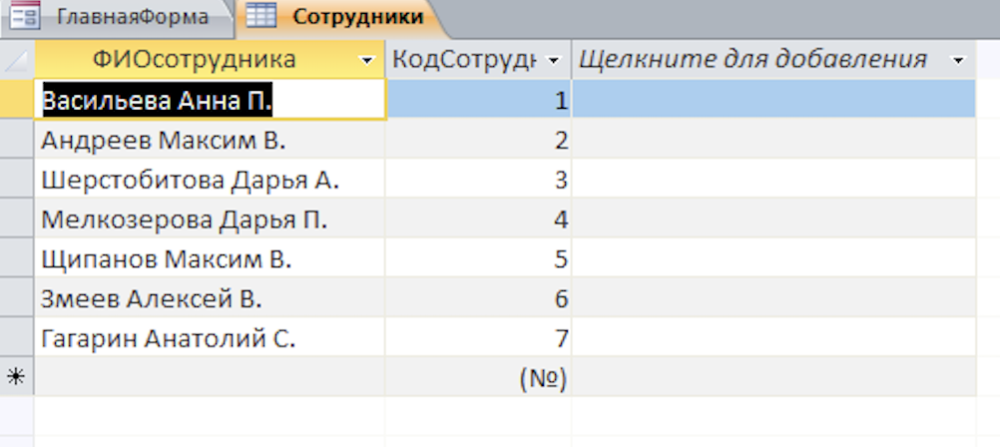 ГлавнаяФорма Сотрудники
ФИОсотрудника КодСотрудн Щелкните для добавления
Васильева Анна П. 1
Андреев Максим В. 2
Шерстобитова Дарья А. 3
Мелкозерова Дарья П. 4
Щипанов Максим В. 5
Змеев Алексей В. 6
Гагарин Анатолий С. 7
(№)